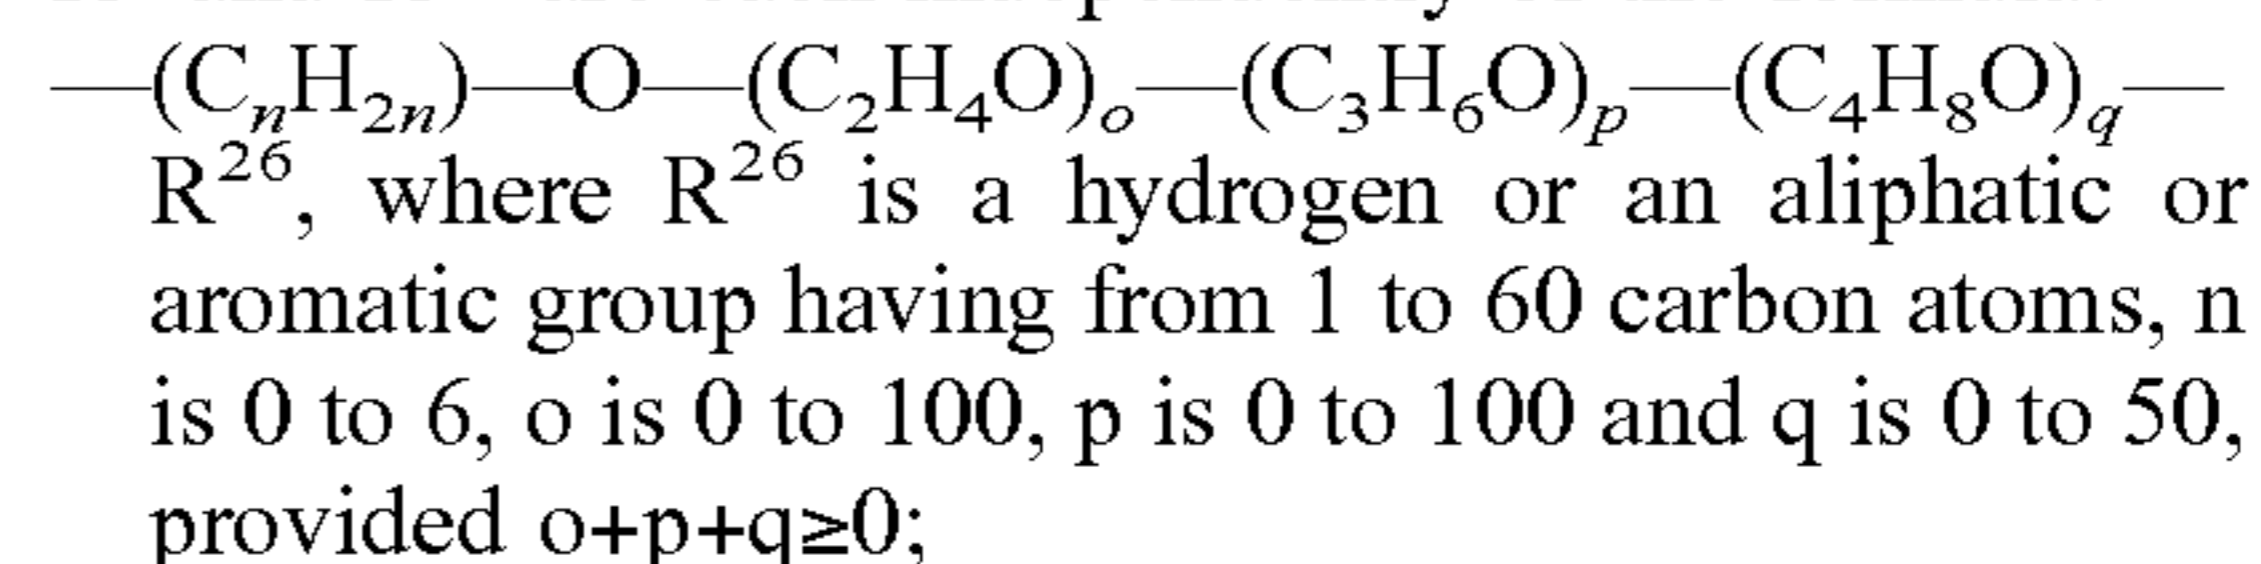 —(CₙH₂ₙ)—O—(C₂H₄O)ₒ—(C₃H₆O)ₚ—(C₄H₈O)q—
R²⁶, where R²⁶ is a hydrogen or an aliphatic or
aromatic group having from 1 to 60 carbon atoms, n
is 0 to 6, o is 0 to 100, p is 0 to 100 and q is 0 to 50,
provided o+p+q≥0;